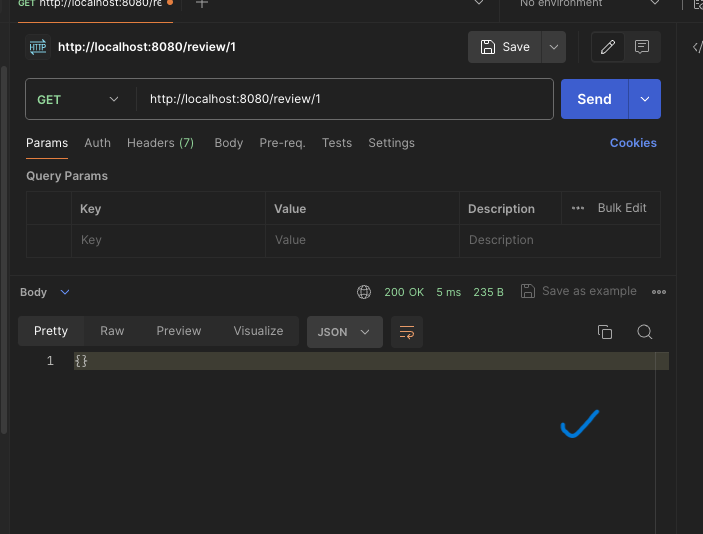 GET http://localhost:8080/re
No environment
HTTP http://localhost:8080/review/1
Save
GET http://localhost:8080/review/1
Send
Params Auth Headers (7) Body Pre-req. Tests Settings Cookies
Query Params
Key Value Description Bulk Edit
Key Value Description
Body 200 OK 5 ms 235 B Save as example
Pretty Raw Preview Visualize JSON
1 {}